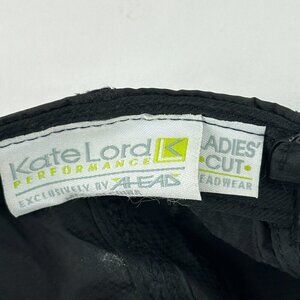 Kate Lord K
PERFORMANCE
EXCLUSIVELY BY AHEAD
LADIES'
•CUT•
HEADWEAR